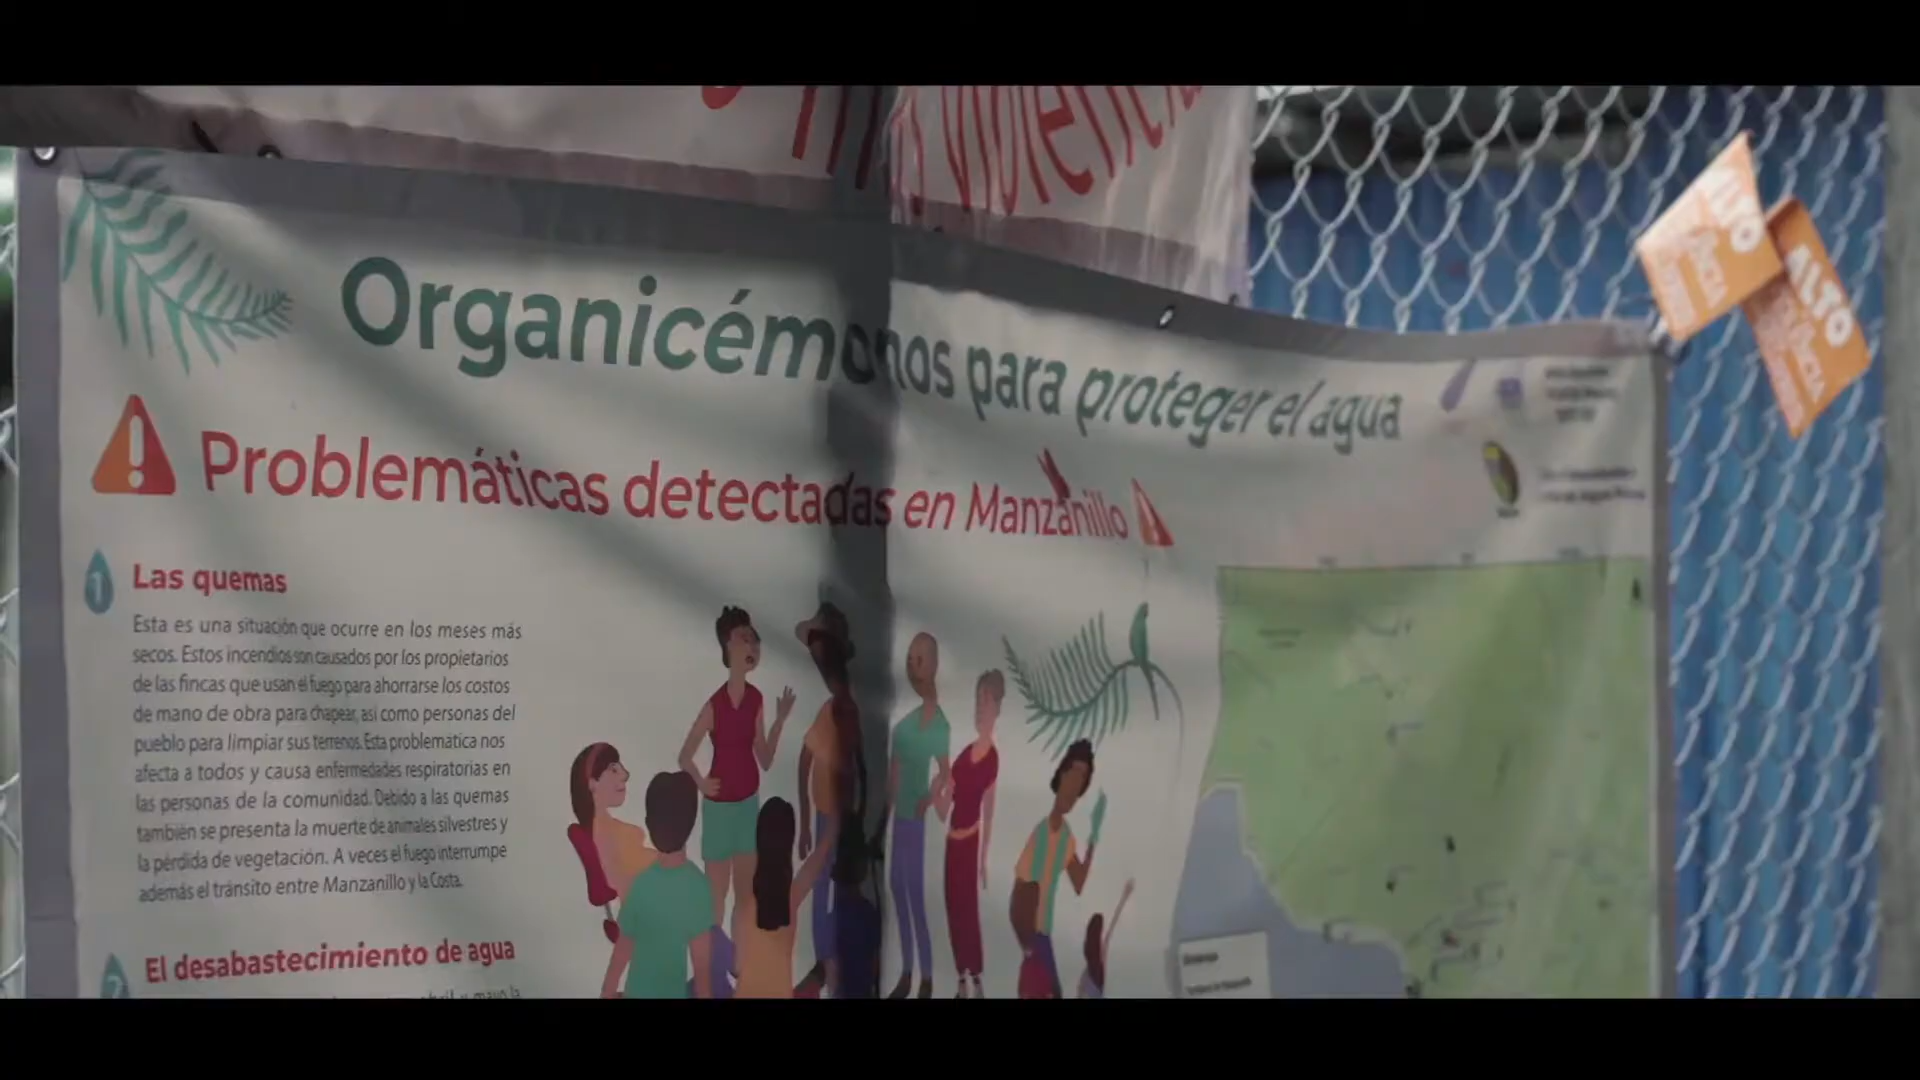 violencia
ALTO
ALTO
Organicémonos para proteger el agua
Problemáticas detectadas en Manzanillo
1 Las quemas
Esta es una situación que ocurre en los meses más
secos. Estos incendios son causados por los propietarios
de las fincas que usan el fuego para ahorrarse los costos
de mano de obra para chapear, así como personas del
pueblo para limpiar sus terrenos. Esta problemática nos
afecta a todos y causa enfermedades respiratorias en
las personas de la comunidad. Debido a las quemas
también se presenta la muerte de animales silvestres y
la pérdida de vegetación. A veces el fuego interrumpe
además el tránsito entre Manzanillo y la Costa.
2 El desabastecimiento de agua